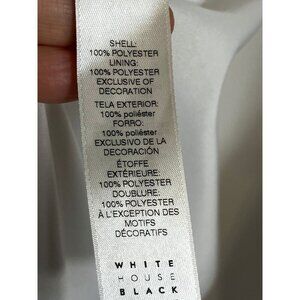 SHELL:
100% POLYESTER
LINING:
100% POLYESTER
EXCLUSIVE OF
DECORATION
TELA EXTERIOR:
100% poliéster
FORRO:
100% poliéster
EXCLUSIVO DE LA
DECORACIÓN
ÉTOFFE
EXTÉRIEURE:
100% POLYESTER
DOUBLURE:
100% POLYESTER
À L'EXCEPTION DES
MOTIFS
DÉCORATIFS
WHITE
HOUSE
BLACK